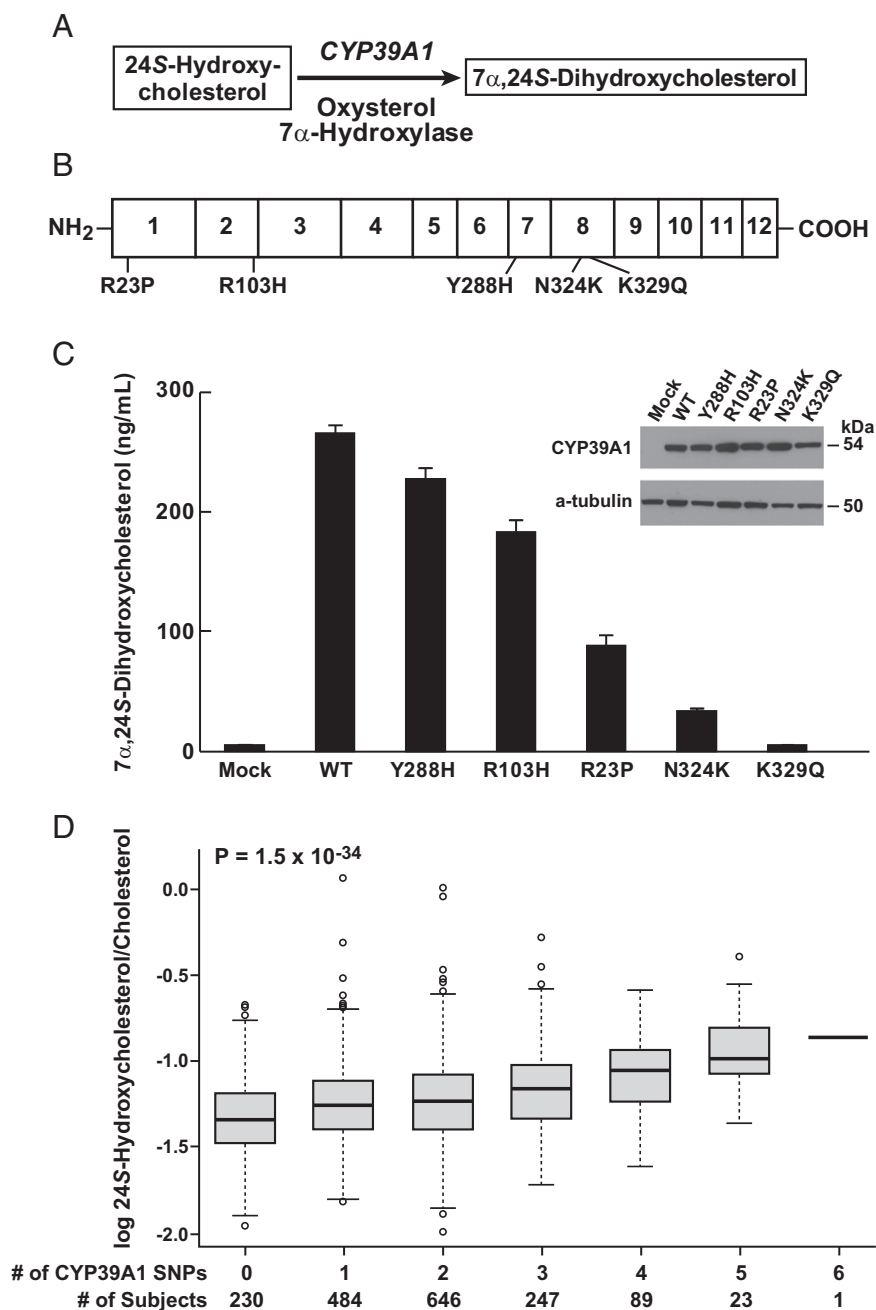 A
24S-Hydroxy-
cholesterol
CYP39A1
Oxysterol
7α-Hydroxylase
7α,24S-Dihydroxycholesterol
B
NH2 1 2 3 4 5 6 7 8 9 10 11 12 COOH
R23P R103H Y288H N324K K329Q
C
7α,24S-Dihydroxycholesterol (ng/mL)
300
200
100
0
Mock WT Y288H R103H R23P N324K K329Q
Mock WT Y288H R103H R23P N324K K329Q
kDa
CYP39A1 54
a-tubulin 50
D
log 24S-Hydroxycholesterol/Cholesterol
P = 1.5 x 10-34
0.0
-0.5
-1.0
-1.5
-2.0
# of CYP39A1 SNPs 0 1 2 3 4 5 6
# of Subjects 230 484 646 247 89 23 1